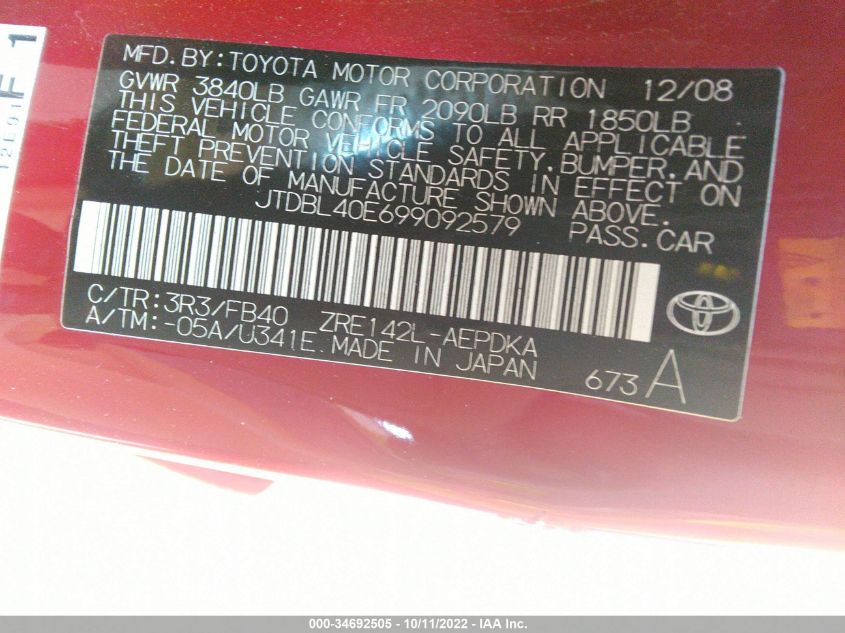 F 1
12L91
MFD. BY: TOYOTA MOTOR CORPORATION 12/08
GVWR 3840LB GAWR FR 2090LB RR 1850LB
THIS VEHICLE CONFORMS TO ALL APPLICABLE
FEDERAL MOTOR VEHICLE SAFETY, BUMPER, AND
THEFT PREVENTION STANDARDS IN EFFECT ON
THE DATE OF MANUFACTURE SHOWN ABOVE.
JTDBL40E699092579 PASS. CAR
C/TR: 3R3/FB40 ZRE142L-AEPDKA
A/TM: -05A/U341E. MADE IN JAPAN
673 A
000-34692505 - 10/11/2022 - IAA Inc.